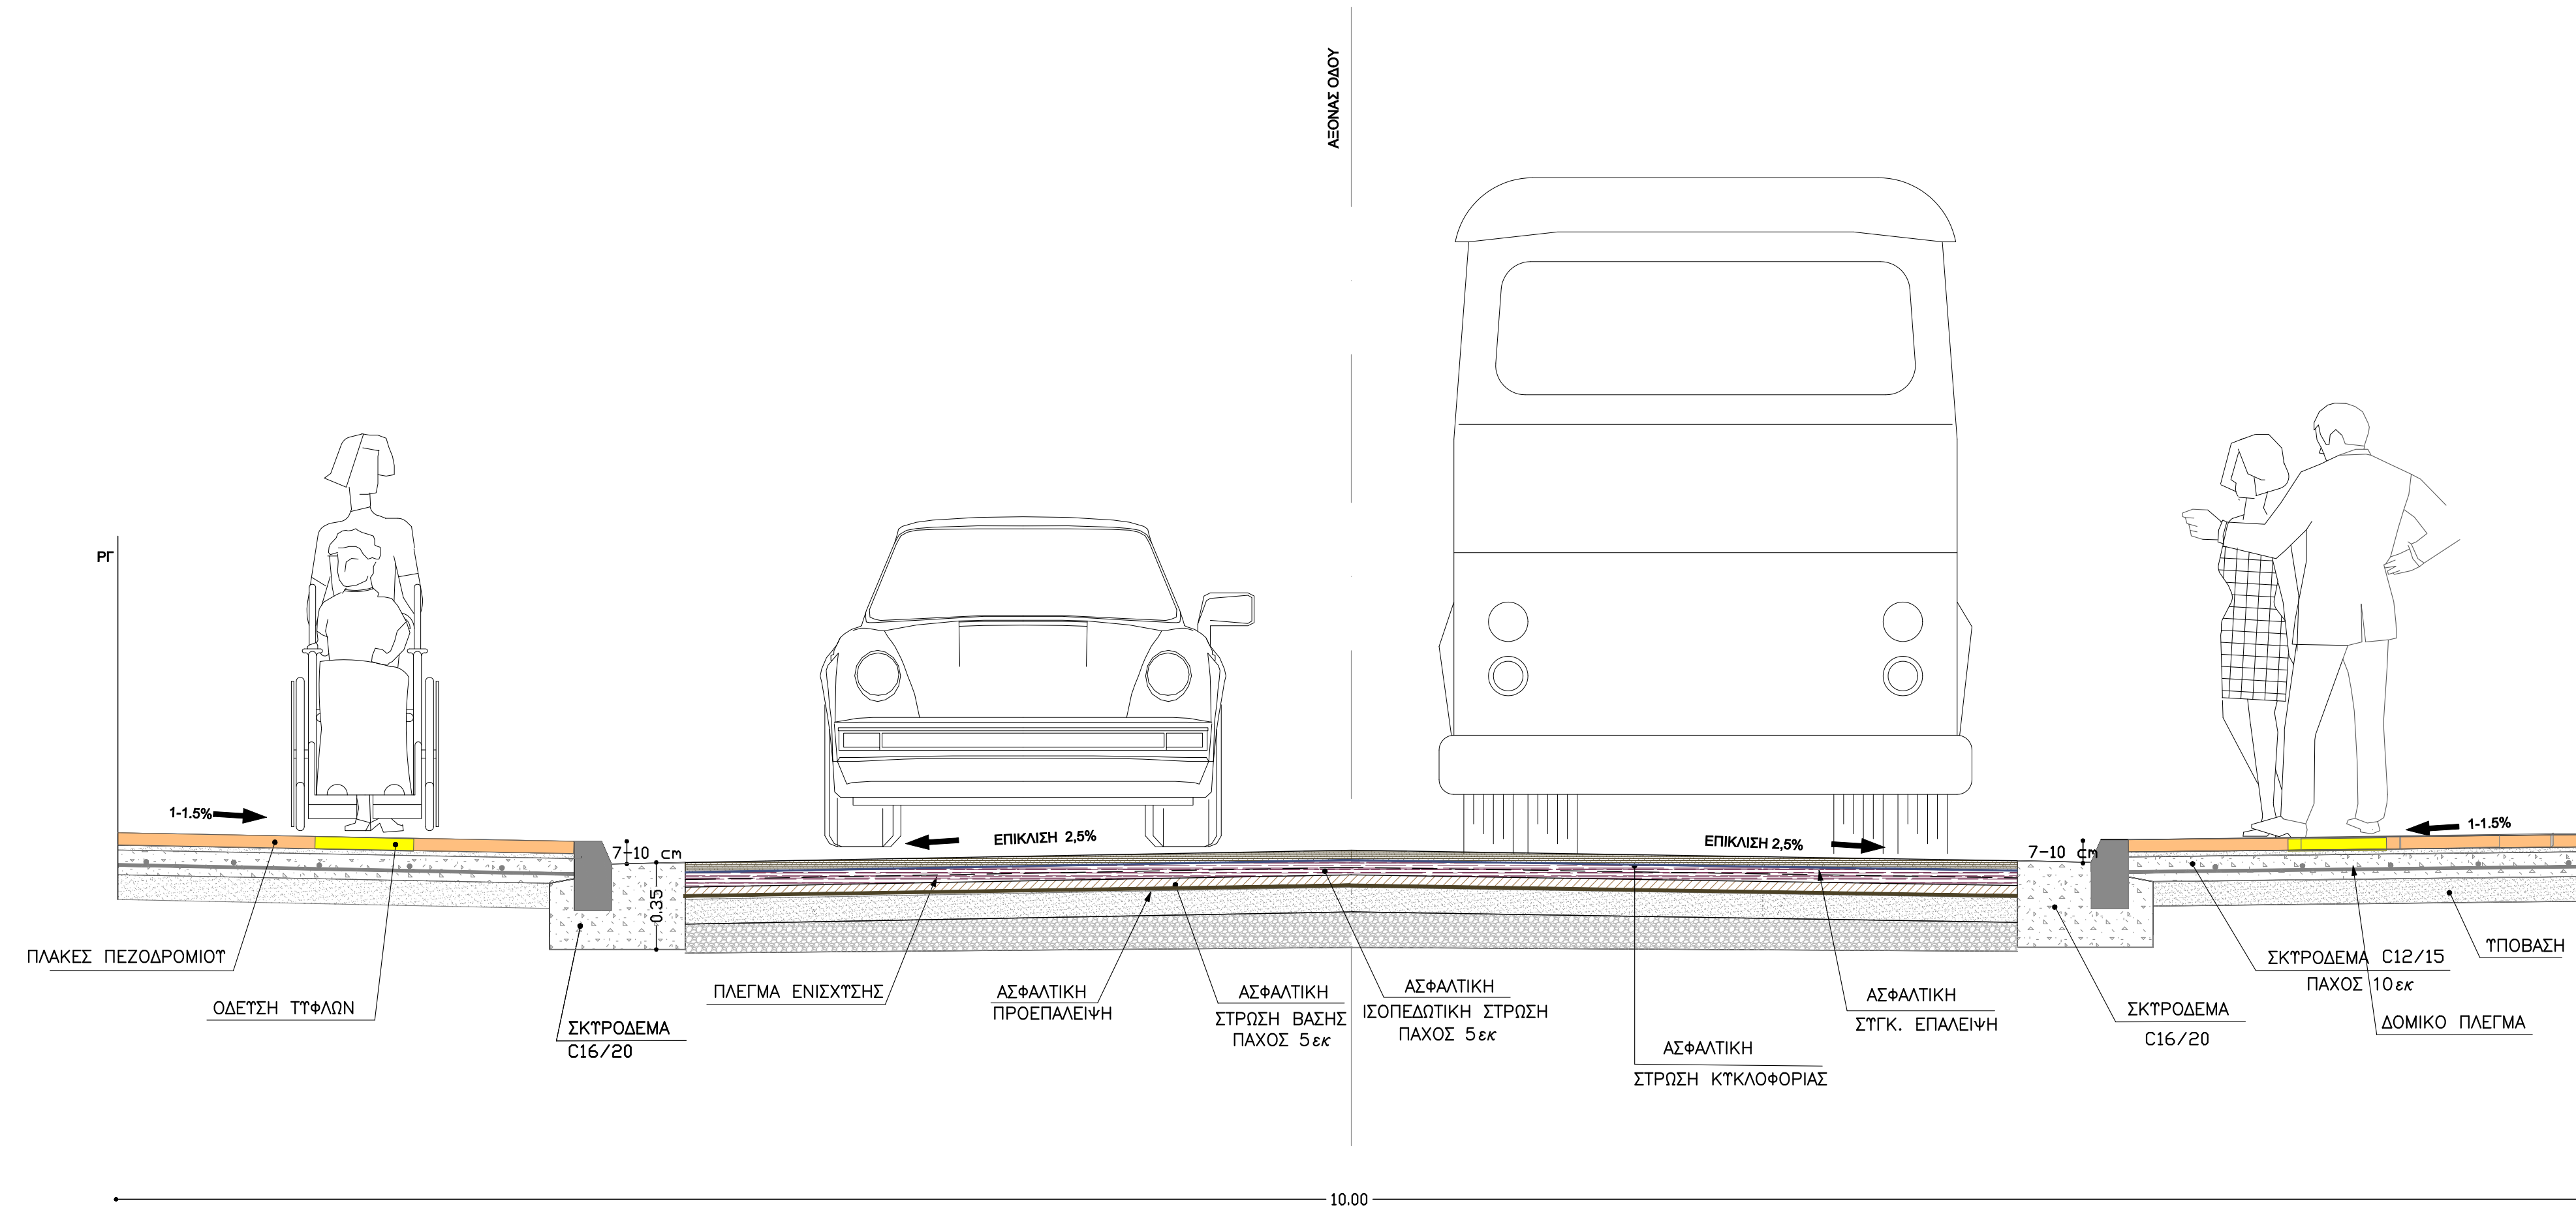 ΑΞΟΝΑΣ ΟΔΟΥ
ΡΓ
1-1.5%
7-10 cm
0.35
ΕΠΙΚΛΙΣΗ 2,5%
ΕΠΙΚΛΙΣΗ 2,5%
7-10 cm
1-1.5%
ΠΛΑΚΕΣ ΠΕΖΟΔΡΟΜΙΟΥ
ΟΔΕΥΣΗ ΤΥΦΛΩΝ
ΣΚΥΡΟΔΕΜΑ
C16/20
ΠΛΕΓΜΑ ΕΝΙΣΧΥΣΗΣ
ΑΣΦΑΛΤΙΚΗ
ΠΡΟΕΠΑΛΕΙΨΗ
ΑΣΦΑΛΤΙΚΗ
ΣΤΡΩΣΗ ΒΑΣΗΣ
ΠΑΧΟΣ 5εκ
ΑΣΦΑΛΤΙΚΗ
ΙΣΟΠΕΔΩΤΙΚΗ ΣΤΡΩΣΗ
ΠΑΧΟΣ 5εκ
ΑΣΦΑΛΤΙΚΗ
ΣΤΡΩΣΗ ΚΥΚΛΟΦΟΡΙΑΣ
ΑΣΦΑΛΤΙΚΗ
ΣΥΓΚ. ΕΠΑΛΕΙΨΗ
ΣΚΥΡΟΔΕΜΑ
C16/20
ΣΚΥΡΟΔΕΜΑ C12/15
ΠΑΧΟΣ 10εκ
ΔΟΜΙΚΟ ΠΛΕΓΜΑ
ΥΠΟΒΑΣΗ
10.00